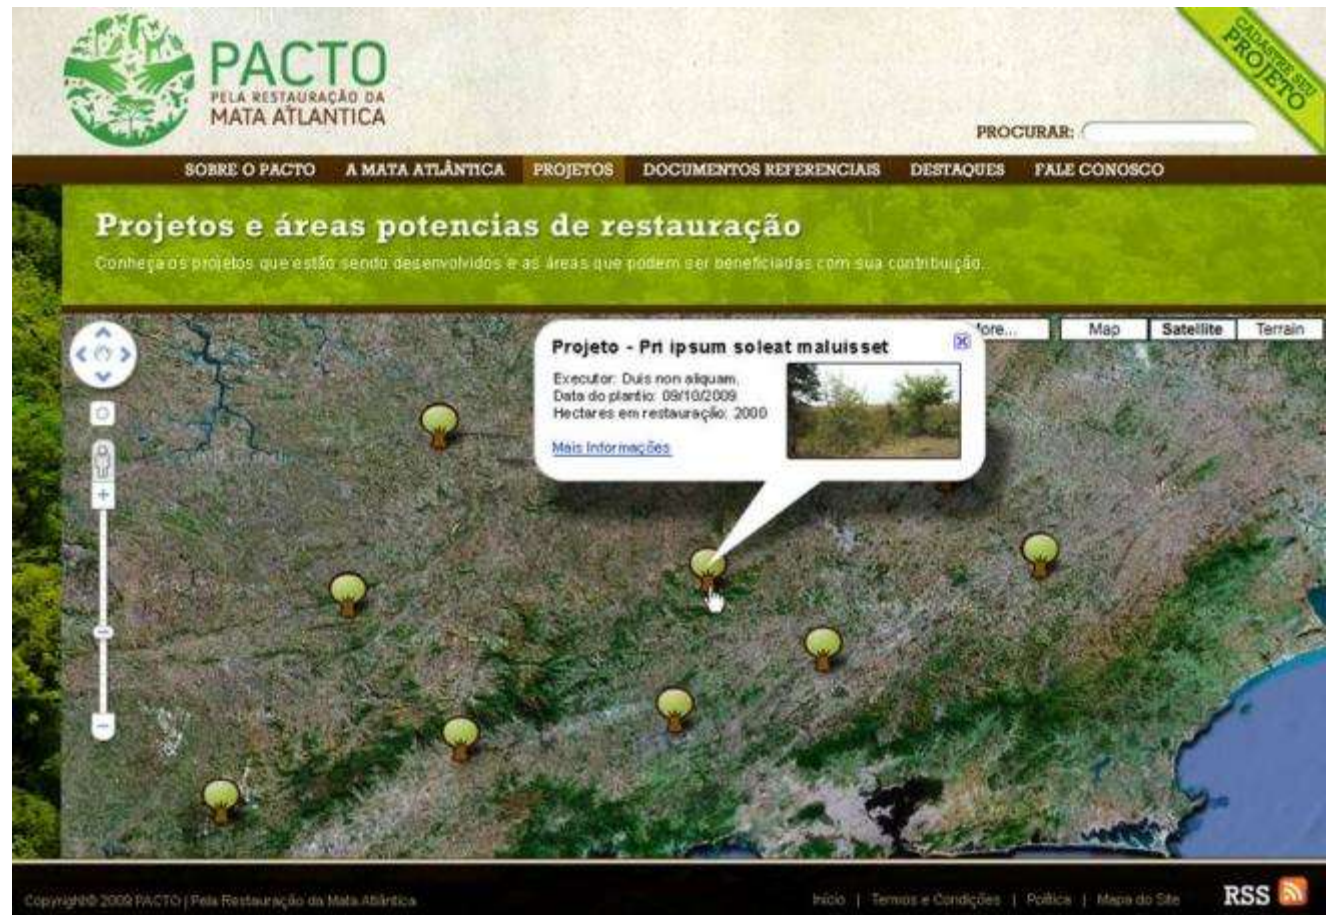 PACTO
PELA RESTAURAÇÃO DA
MATA ATLANTICA
CADASTRE SEU
PROJETO
PROCURAR:
SOBRE O PACTO A MATA ATLÂNTICA PROJETOS DOCUMENTOS REFERENCIAIS DESTAQUES FALE CONOSCO
Projetos e áreas potencias de restauração
Conheça os projetos que estão sendo desenvolvidos e as áreas que podem ser beneficiadas com sua contribuição.
More... Map Satellite Terrain
Projeto - Pri ipsum soleat maluisset
Executor: Duis non aliquam,
Data do plantio: 09/10/2009
Hectares em restauração: 2000
Mais Informações
Copyright© 2009 PACTO | Pela Restauração da Mata Atlântica
Início | Termos e Condições | Política | Mapa do Site RSS